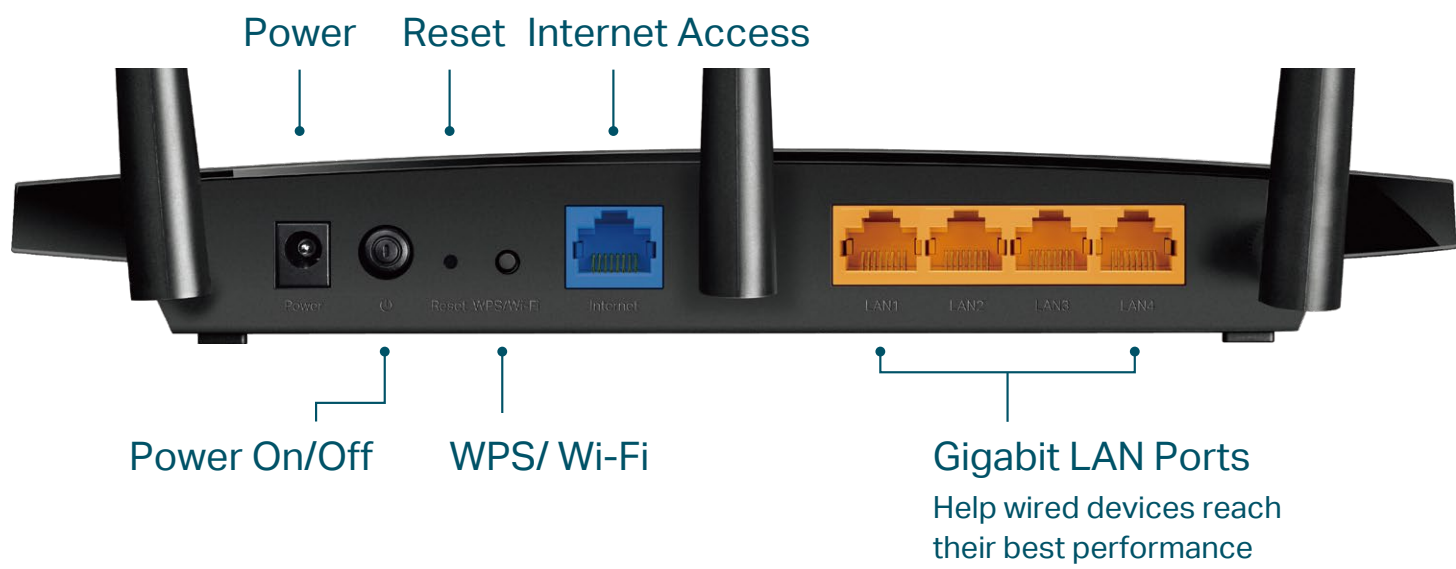 Power Reset Internet Access
Power ⏻ Reset WPS/Wi-Fi Internet LAN1 LAN2 LAN3 LAN4
Power On/Off WPS/ Wi-Fi Gigabit LAN Ports
Help wired devices reach
their best performance